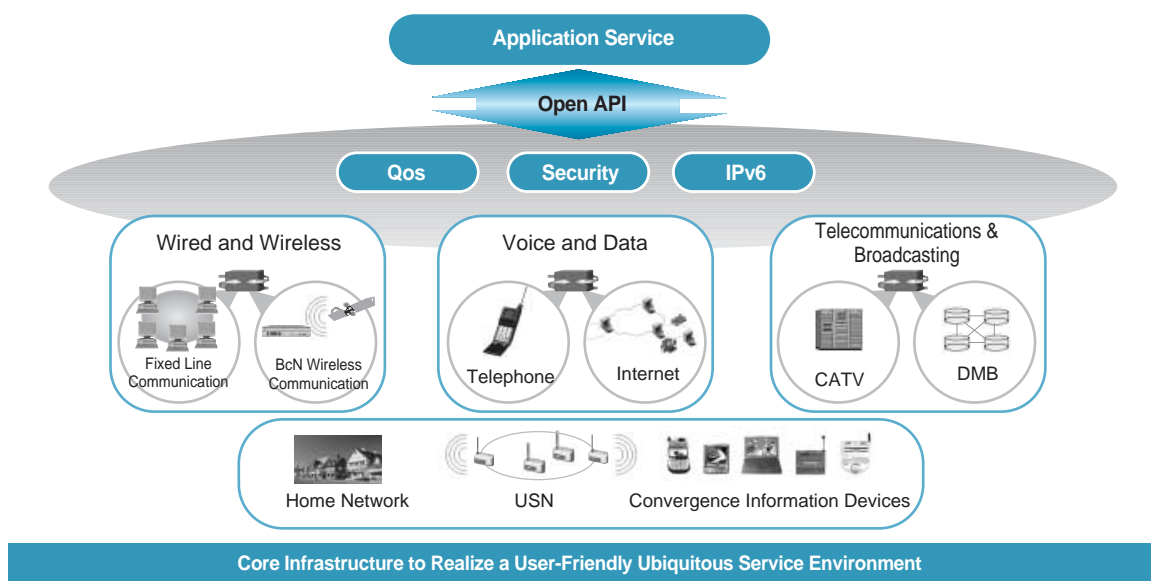 Application Service
Open API
Qos
Security
IPv6
Wired and Wireless
Fixed Line
Communication
BcN Wireless
Communication
Voice and Data
Telephone
Internet
Telecommunications &
Broadcasting
CATV
DMB
Home Network
USN
Convergence Information Devices
Core Infrastructure to Realize a User-Friendly Ubiquitous Service Environment